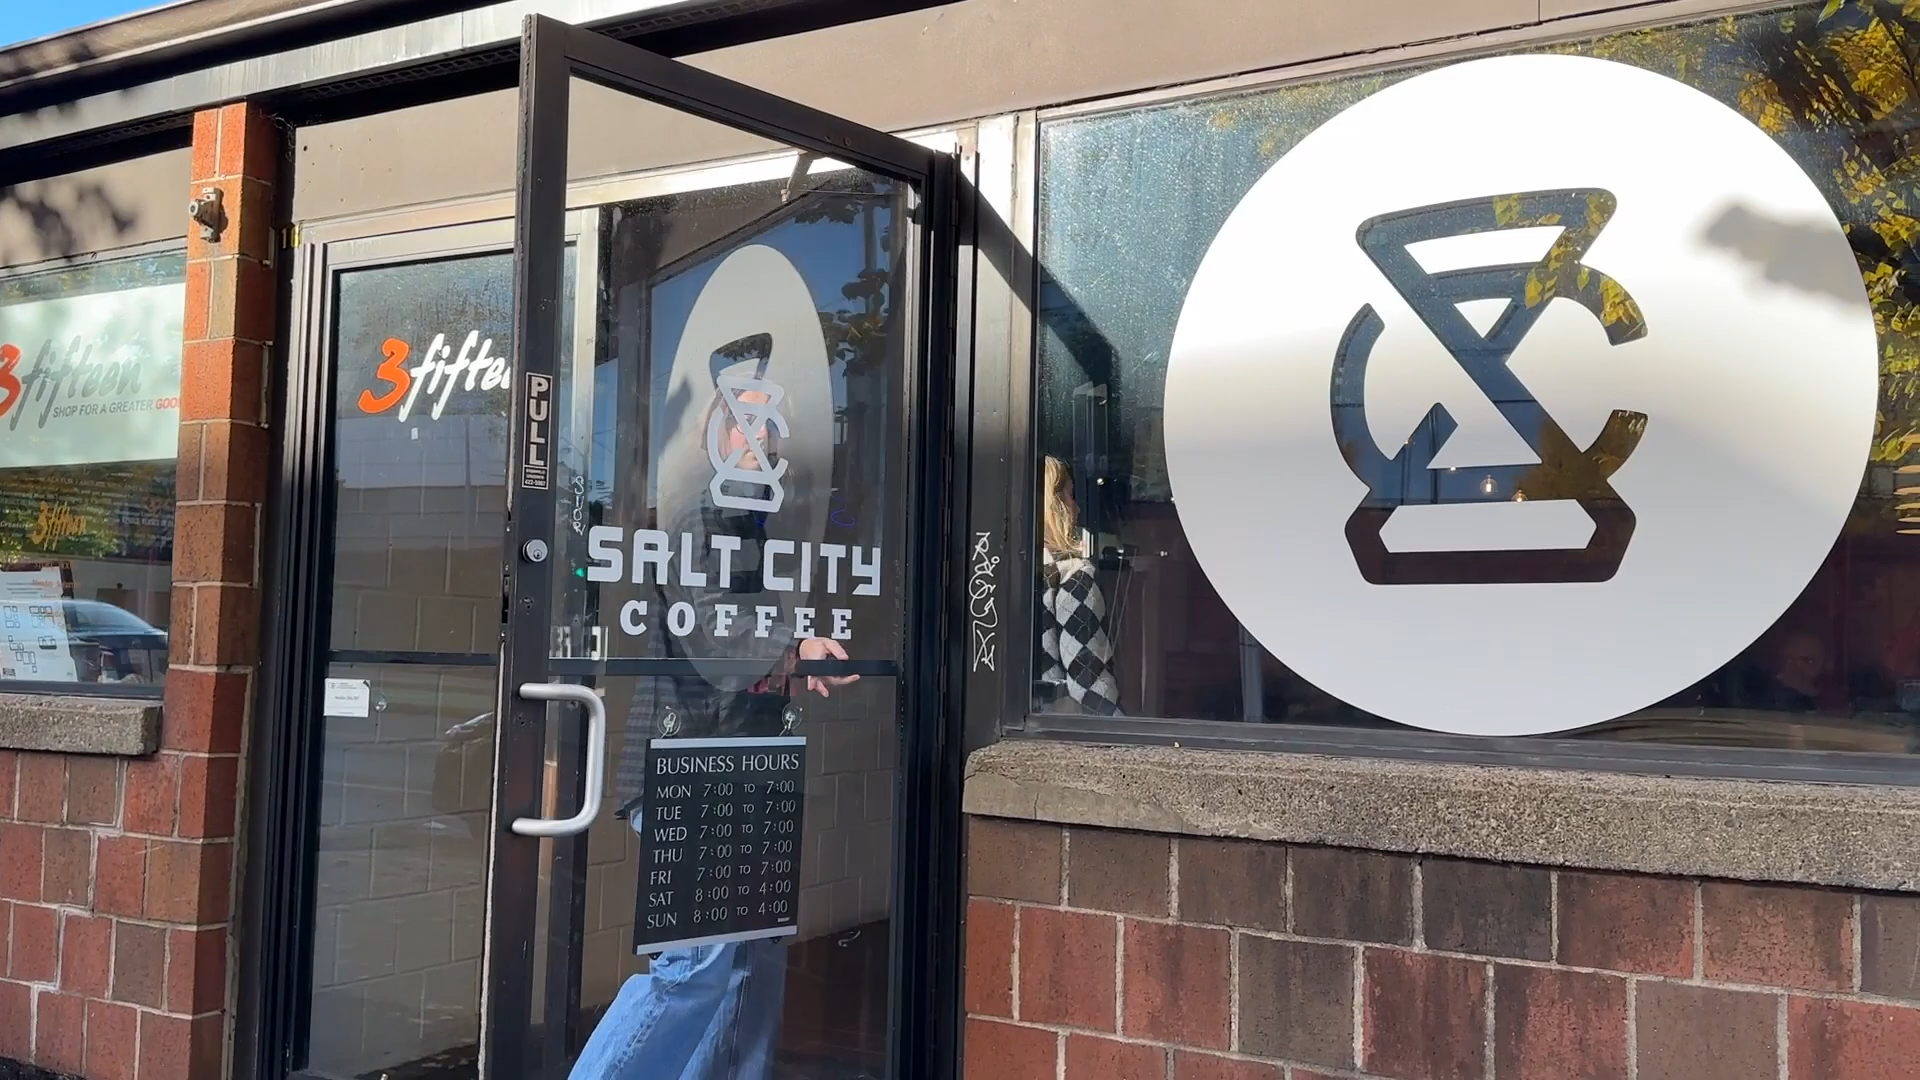 3fifteen
SHOP FOR A GREATER GOOD
3fifteen
3fifte
PULL
SALT CITY
COFFEE
BUSINESS HOURS
MON 7:00 TO 7:00
TUE 7:00 TO 7:00
WED 7:00 TO 7:00
THU 7:00 TO 7:00
FRI 7:00 TO 7:00
SAT 8:00 TO 4:00
SUN 8:00 TO 4:00